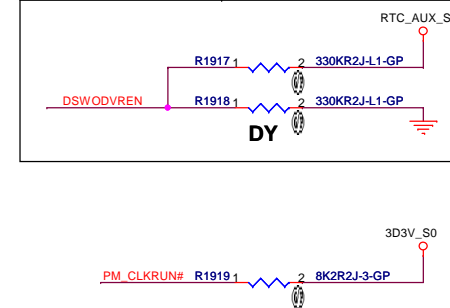 RTC_AUX_S
R1917 1 2 330KR2J-L1-GP
DSWODVREN R1918 1 2 330KR2J-L1-GP
DY
3D3V_S0
PM_CLKRUN# R1919 1 2 8K2R2J-3-GP